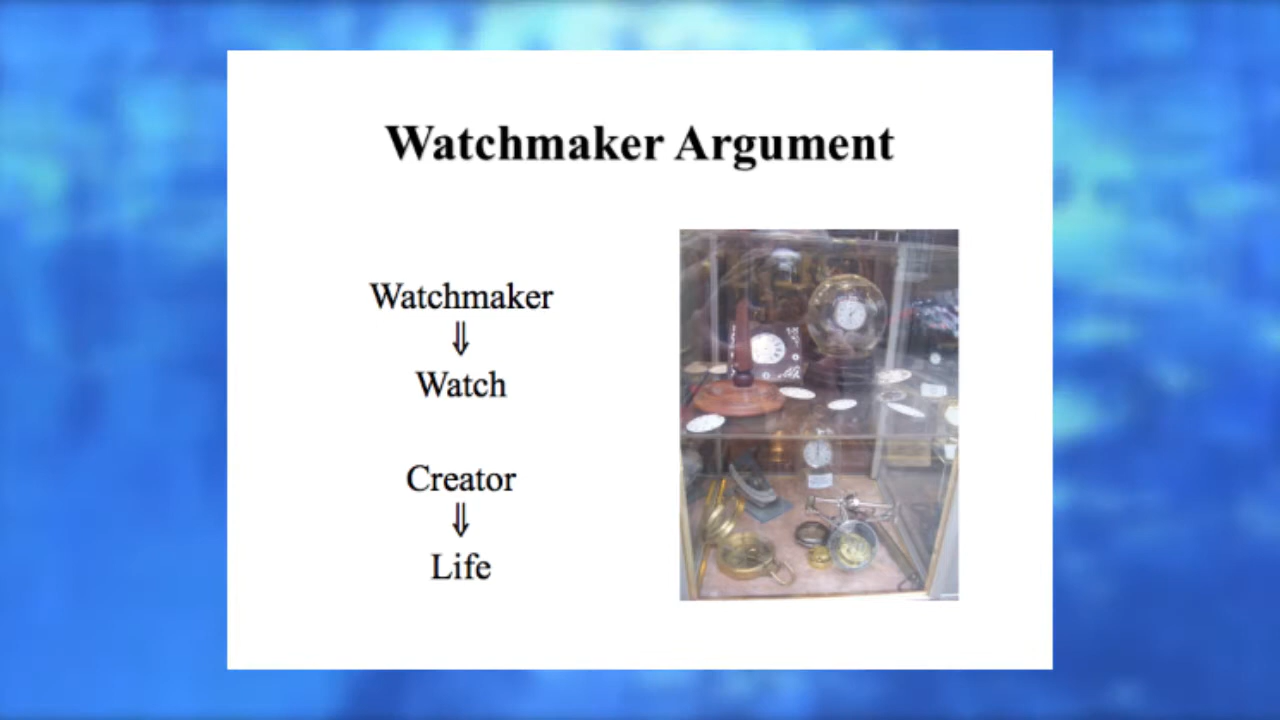 Watchmaker Argument
Watchmaker
⇓
Watch
Creator
⇓
Life